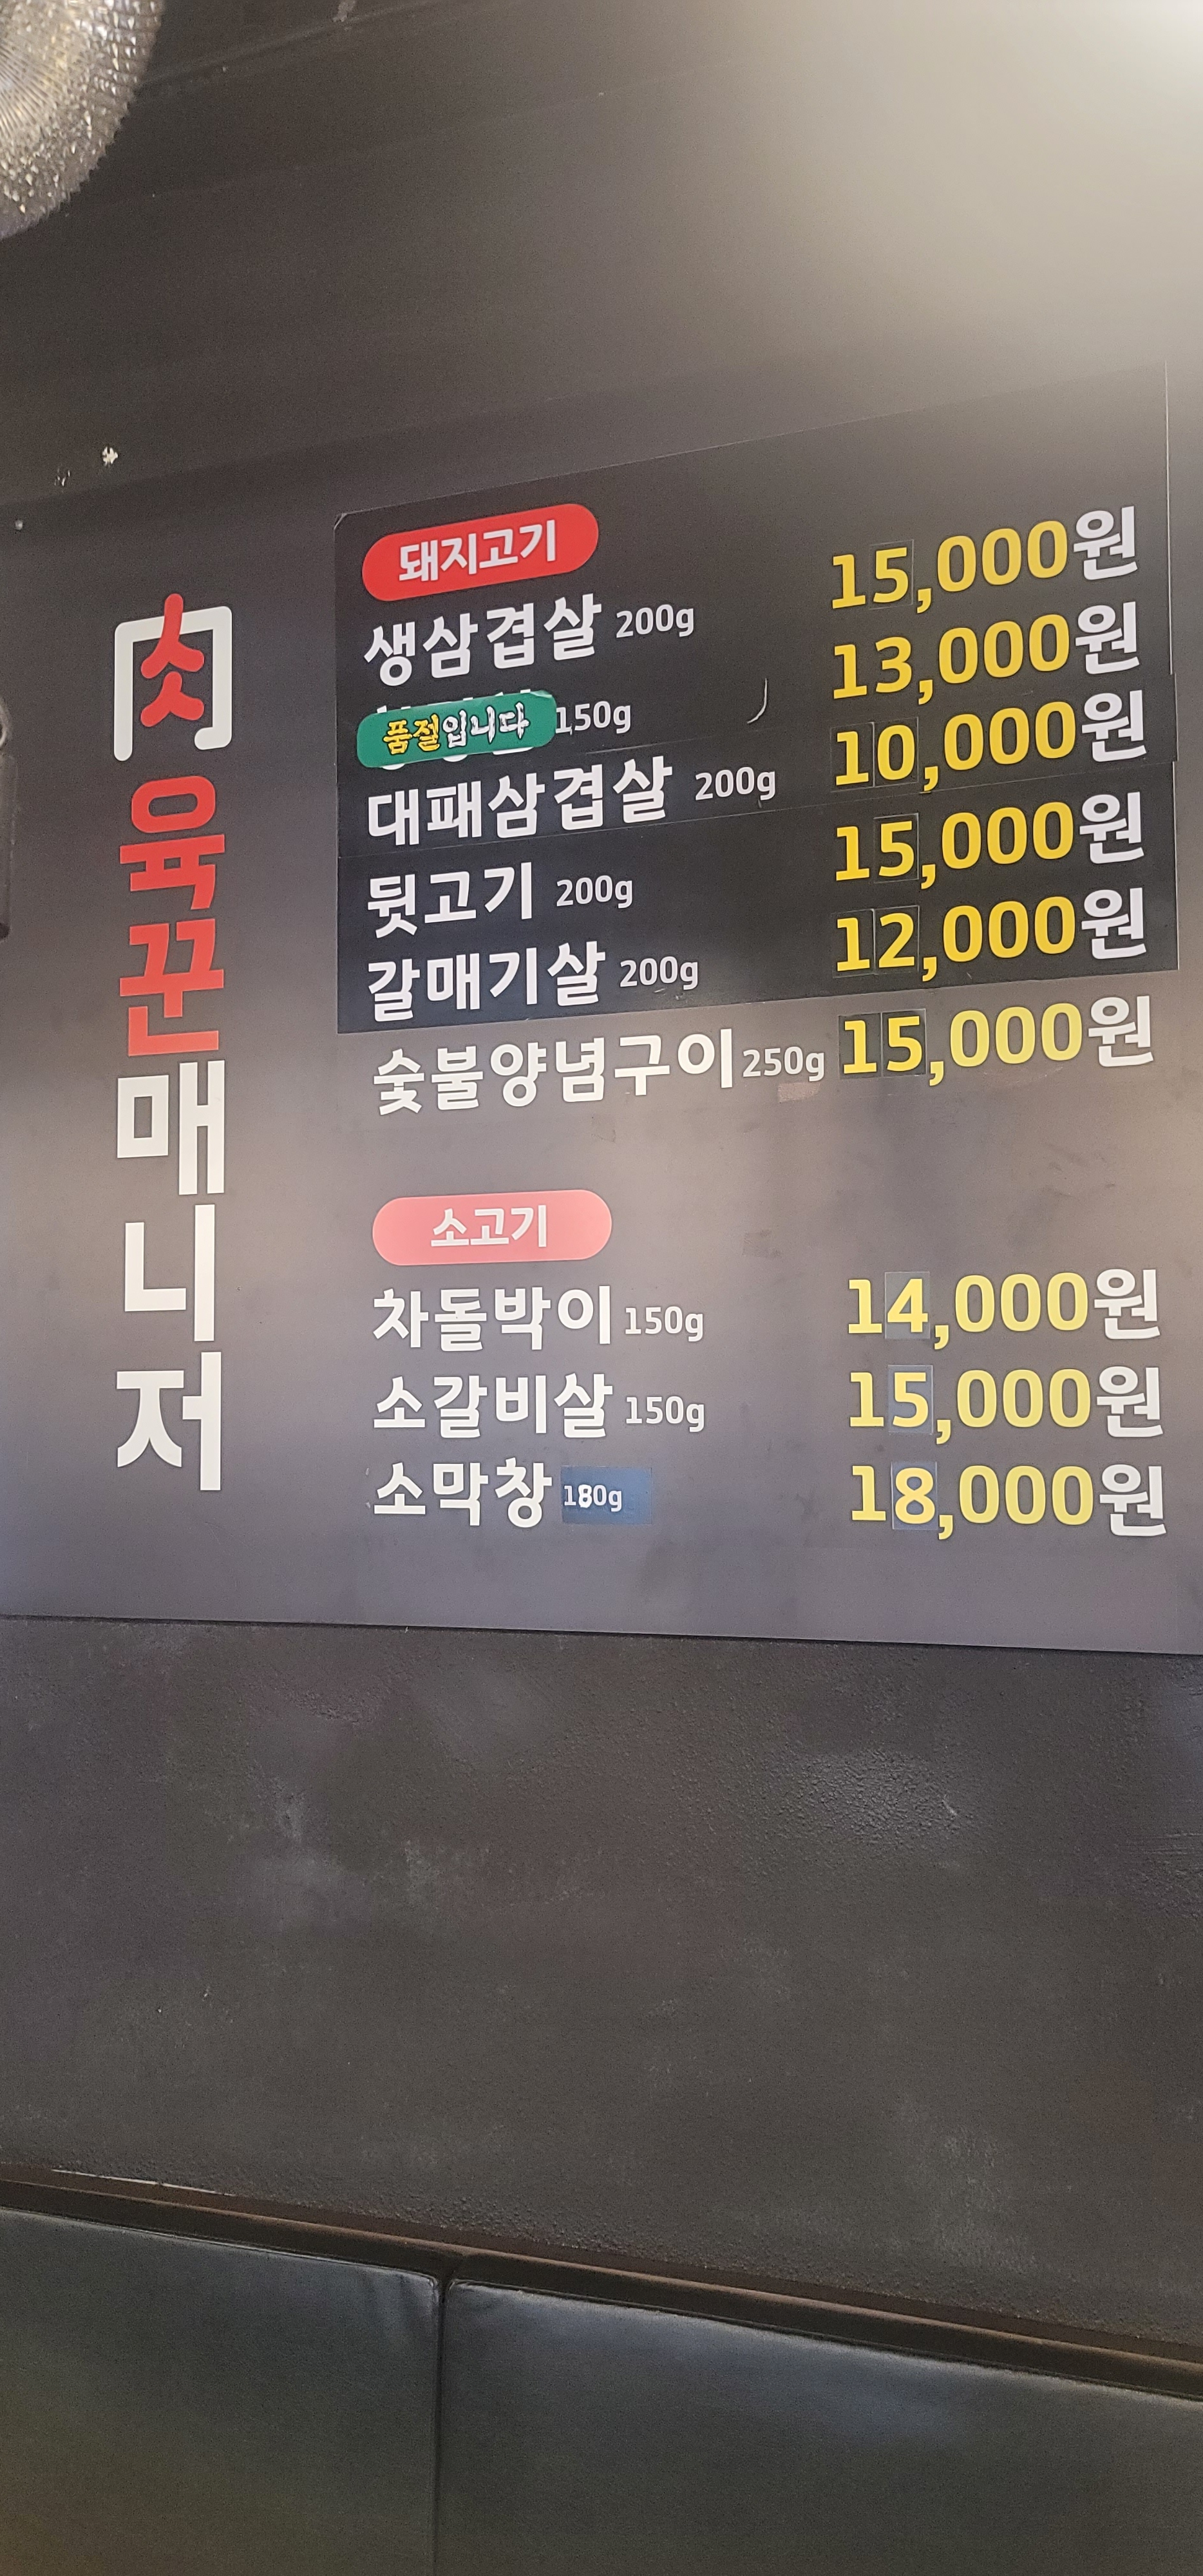 肉
육
꾼
매
니
저
돼지고기
생삼겹살 200g 15,000원
품절입니다 150g 13,000원
대패삼겹살 200g 10,000원
뒷고기 200g 15,000원
갈매기살 200g 12,000원
숯불양념구이 250g 15,000원
소고기
차돌박이 150g 14,000원
소갈비살 150g 15,000원
소막창 180g 18,000원